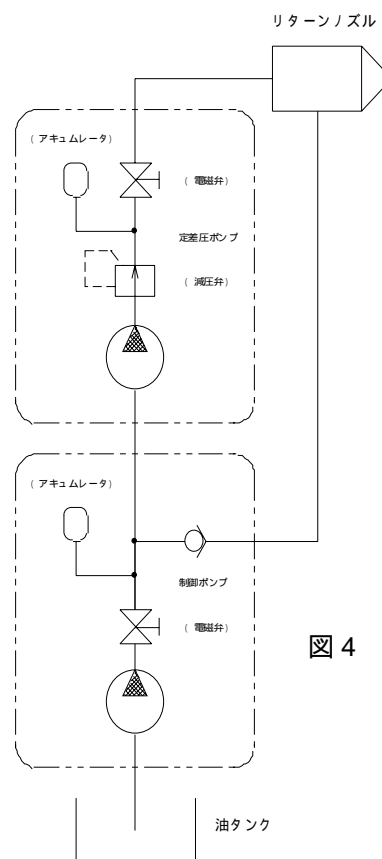 リターンノズル
(アキュムレータ)
(電磁弁)
定差圧ポンプ
(減圧弁)
(アキュムレータ)
制御ポンプ
(電磁弁)
図4
油タンク